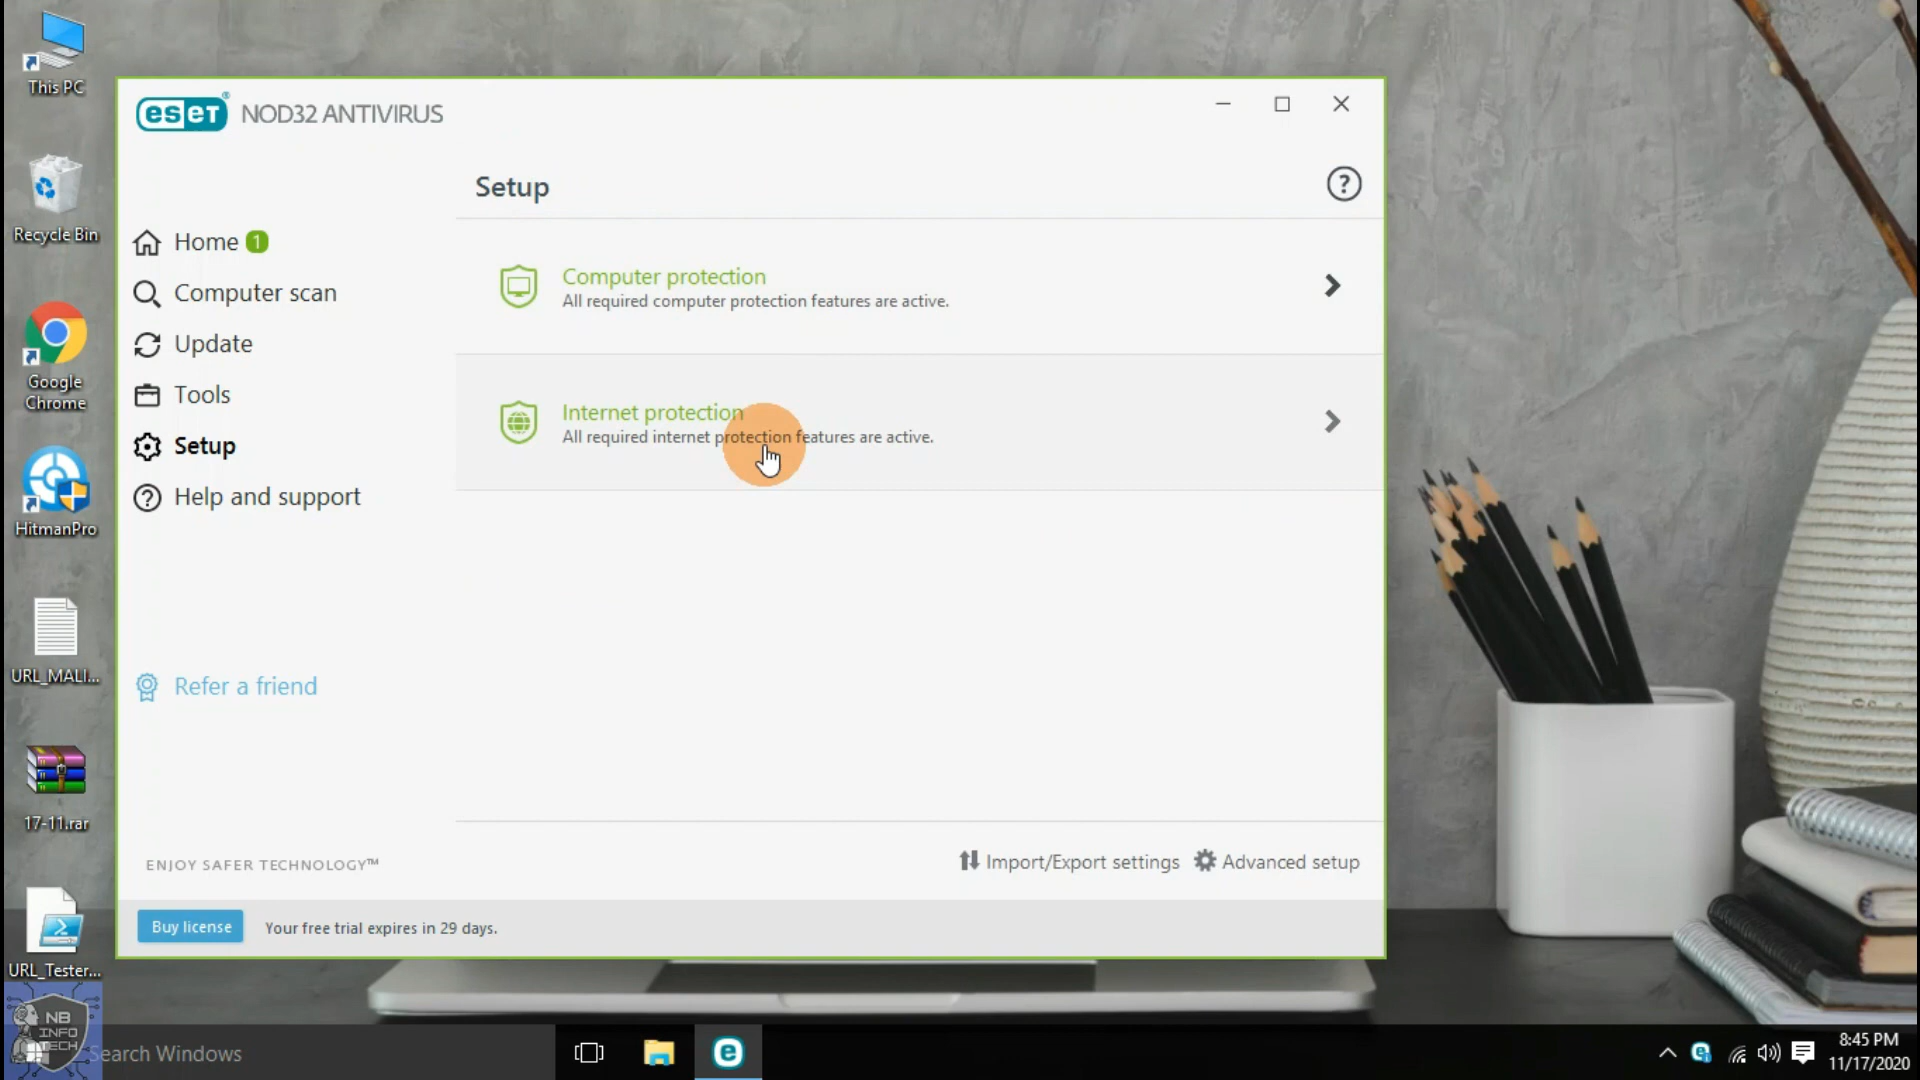 This PC
Recycle Bin
Google
Chrome
HitmanPro
URL_MALI...
17-11.rar
URL_Tester...
NB
INFO
TECH
eset® NOD32 ANTIVIRUS
Home 1
Computer scan
Update
Tools
Setup
Help and support
Refer a friend
ENJOY SAFER TECHNOLOGY™
Setup
?
Computer protection
All required computer protection features are active.
Internet protection
All required internet protection features are active.
Import/Export settings
Advanced setup
Buy license
Your free trial expires in 29 days.
Search Windows
8:45 PM
11/17/2020